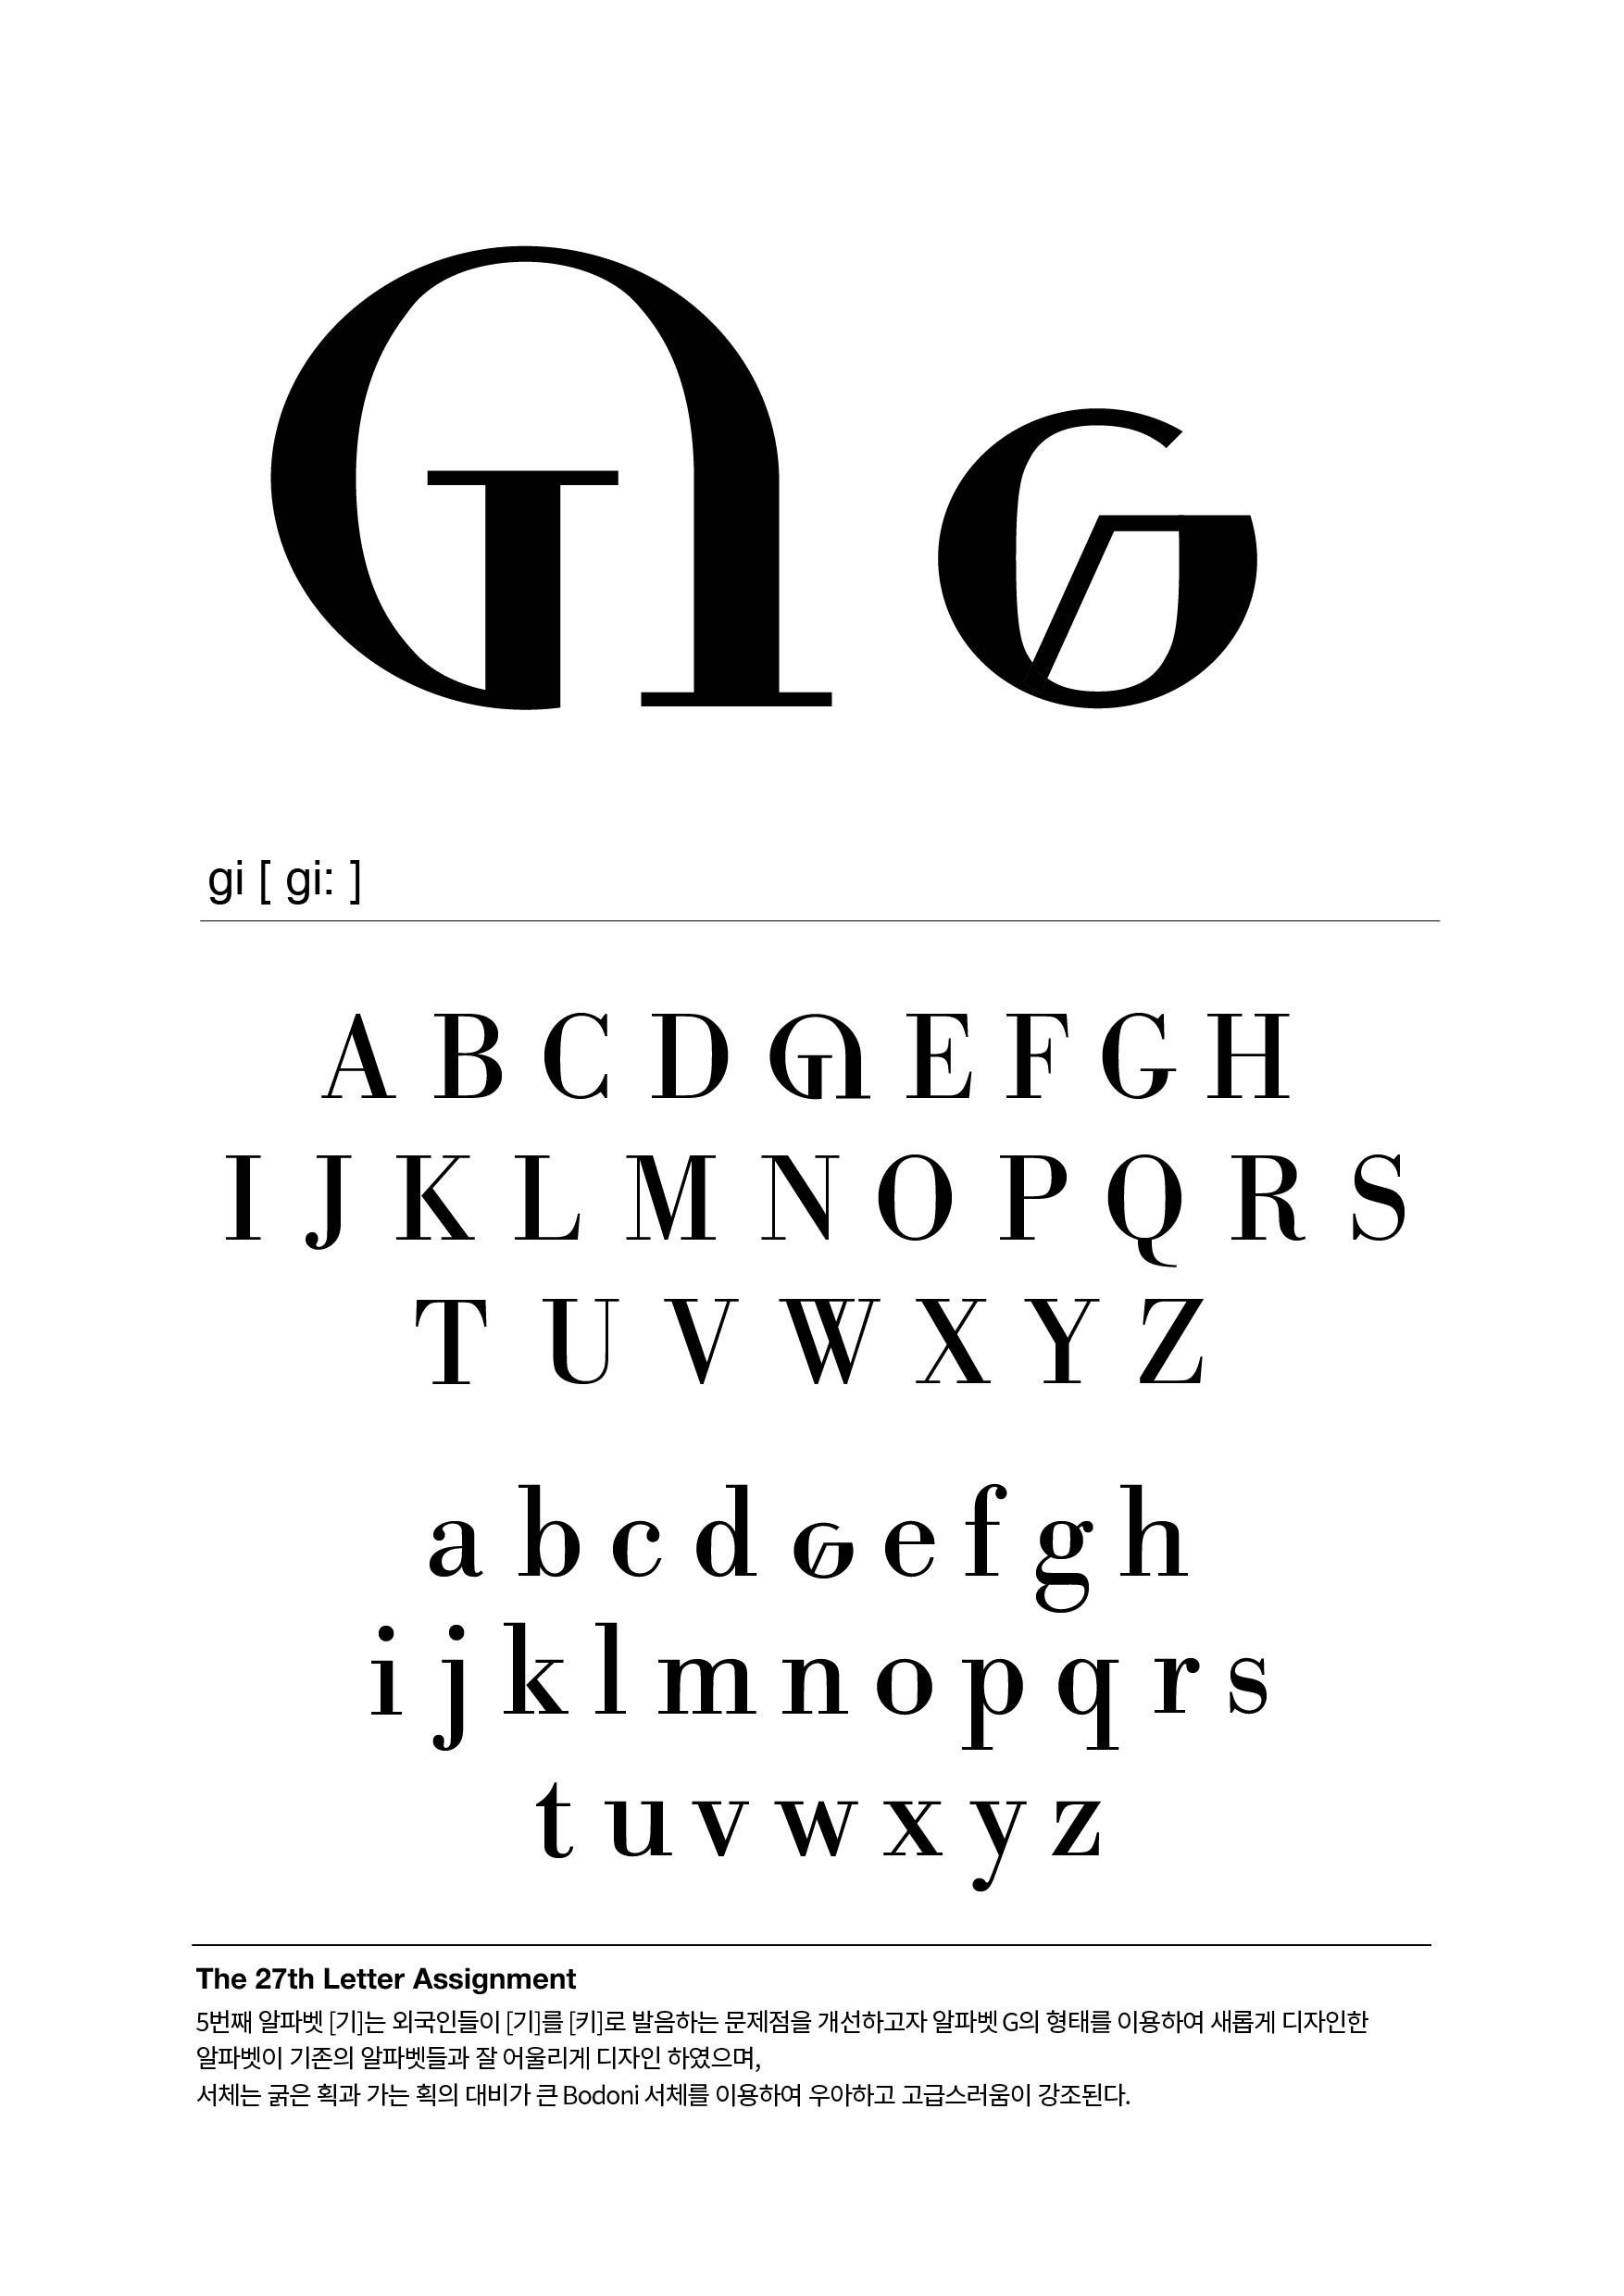 gi [ gi: ]
A B C D E F G H
I J K L M N O P Q R S
T U V W X Y Z
a b c d e f g h
i j k l m n o p q r s
t u v w x y z
The 27th Letter Assignment
5번째 알파벳 [기]는 외국인들이 [기]를 [키]로 발음하는 문제점을 개선하고자 알파벳 G의 형태를 이용하여 새롭게 디자인한
알파벳이 기존의 알파벳들과 잘 어울리게 디자인 하였으며,
서체는 굵은 획과 가는 획의 대비가 큰 Bodoni 서체를 이용하여 우아하고 고급스러움이 강조된다.